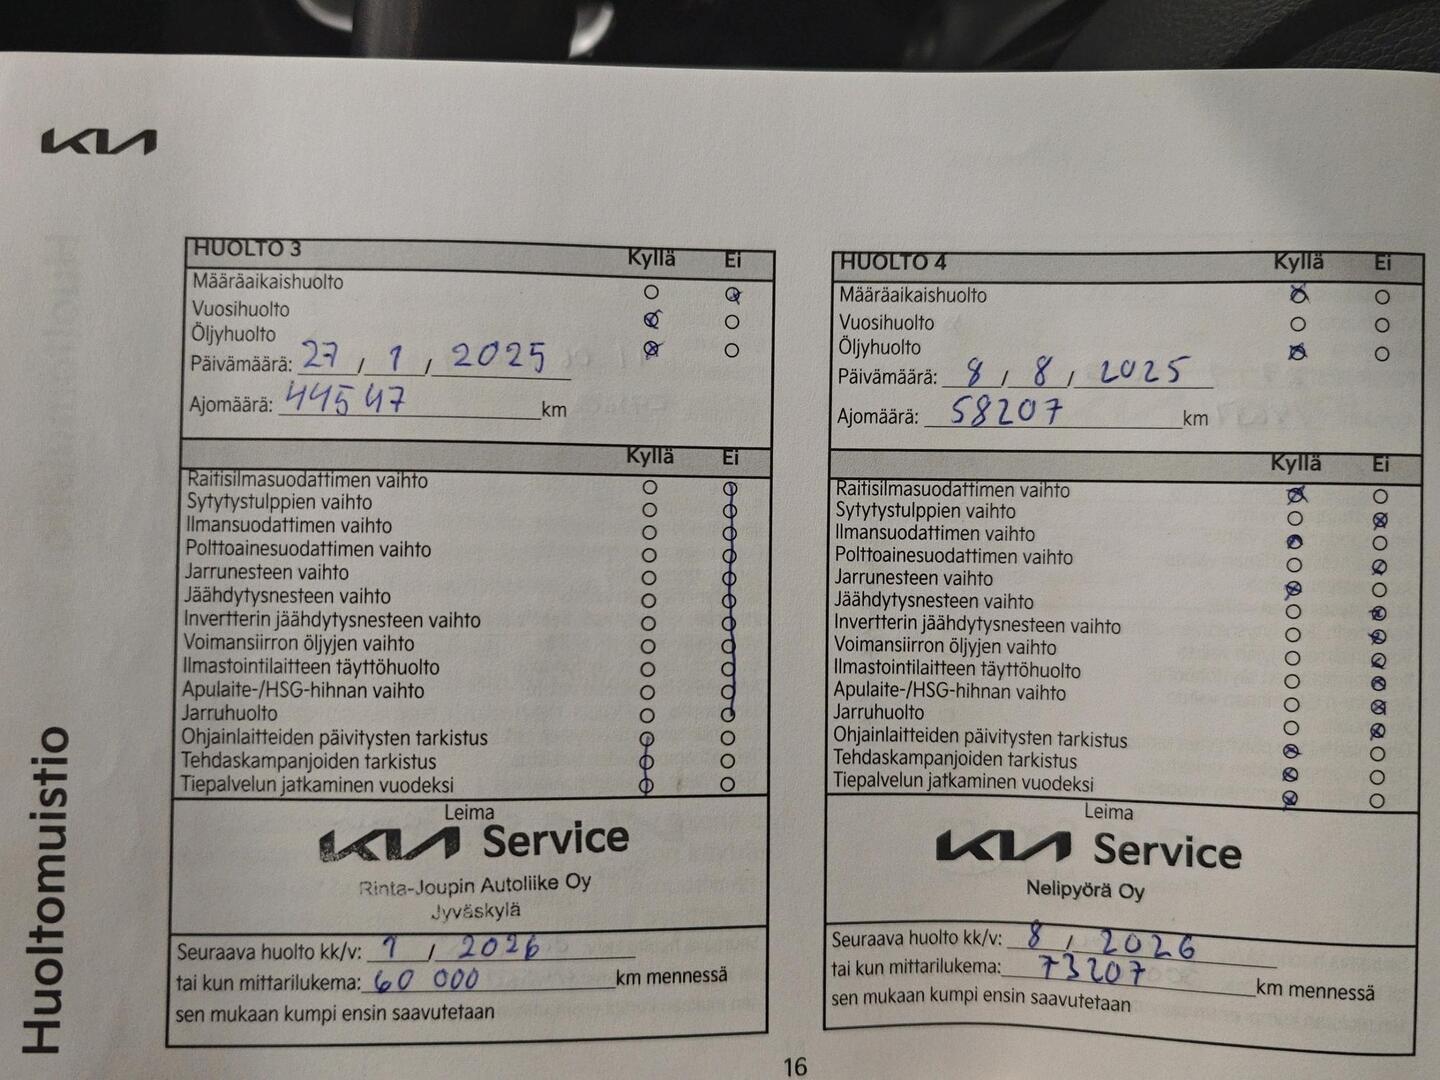 KIA
Huoltomuistio
HUOLTO 3 Kyllä Ei
Määräaikaishuolto
Vuosihuolto
Öljyhuolto
Päivämäärä: 27 / 1 / 2025
Ajomäärä: 44547 km
Kyllä Ei
Raitisilmasuodattimen vaihto
Sytytystulppien vaihto
Ilmansuodattimen vaihto
Polttoainesuodattimen vaihto
Jarrunesteen vaihto
Jäähdytysnesteen vaihto
Invertterin jäähdytysnesteen vaihto
Voimansiirron öljyjen vaihto
Ilmastointilaitteen täyttöhuolto
Apulaite-/HSG-hihnan vaihto
Jarruhuolto
Ohjainlaitteiden päivitysten tarkistus
Tehdaskampanjoiden tarkistus
Tiepalvelun jatkaminen vuodeksi
Leima
KIA Service
Rinta-Joupin Autoliike Oy
Jyväskylä
Seuraava huolto kk/v: 1 / 2026
tai kun mittarilukema: 60 000 km mennessä
sen mukaan kumpi ensin saavutetaan
HUOLTO 4 Kyllä Ei
Määräaikaishuolto
Vuosihuolto
Öljyhuolto
Päivämäärä: 8 / 8 / 2025
Ajomäärä: 58207 km
Kyllä Ei
Raitisilmasuodattimen vaihto
Sytytystulppien vaihto
Ilmansuodattimen vaihto
Polttoainesuodattimen vaihto
Jarrunesteen vaihto
Jäähdytysnesteen vaihto
Invertterin jäähdytysnesteen vaihto
Voimansiirron öljyjen vaihto
Ilmastointilaitteen täyttöhuolto
Apulaite-/HSG-hihnan vaihto
Jarruhuolto
Ohjainlaitteiden päivitysten tarkistus
Tehdaskampanjoiden tarkistus
Tiepalvelun jatkaminen vuodeksi
Leima
KIA Service
Nelipyörä Oy
Seuraava huolto kk/v: 8 / 2026
tai kun mittarilukema: 73207 km mennessä
sen mukaan kumpi ensin saavutetaan
16